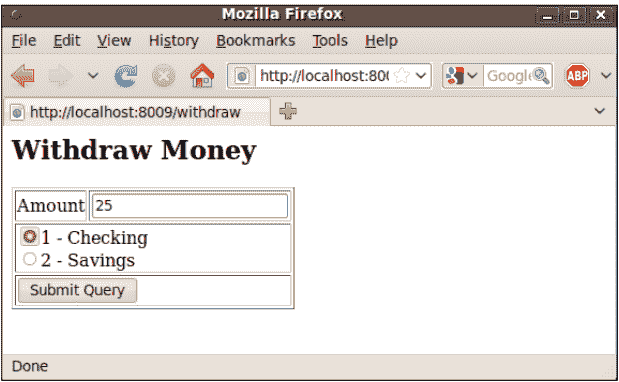 Mozilla Firefox
File Edit View History Bookmarks Tools Help
http://localhost:800 Google ABP
http://localhost:8009/withdraw
Withdraw Money
Amount 25
1 - Checking
2 - Savings
Submit Query
Done